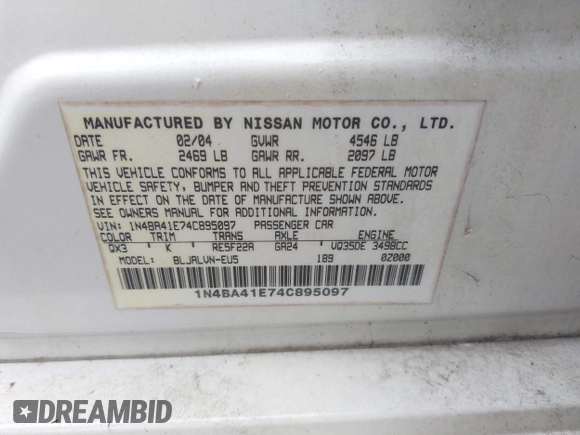 MANUFACTURED BY NISSAN MOTOR CO., LTD.
DATE 02/04 GVWR 4546 LB
GAWR FR. 2469 LB GAWR RR. 2097 LB
THIS VEHICLE CONFORMS TO ALL APPLICABLE FEDERAL MOTOR
VEHICLE SAFETY, BUMPER AND THEFT PREVENTION STANDARDS
IN EFFECT ON THE DATE OF MANUFACTURE SHOWN ABOVE.
SEE OWNERS MANUAL FOR ADDITIONAL INFORMATION.
VIN: 1N4BA41E74C895097 PASSENGER CAR
COLOR TRIM TRANS AXLE ENGINE
QX3 K RE5F22A GA24 VQ35DE 3498CC
MODEL: BLJALVN-EU5 189 0Z000
1N4BA41E74C895097
DREAMBID